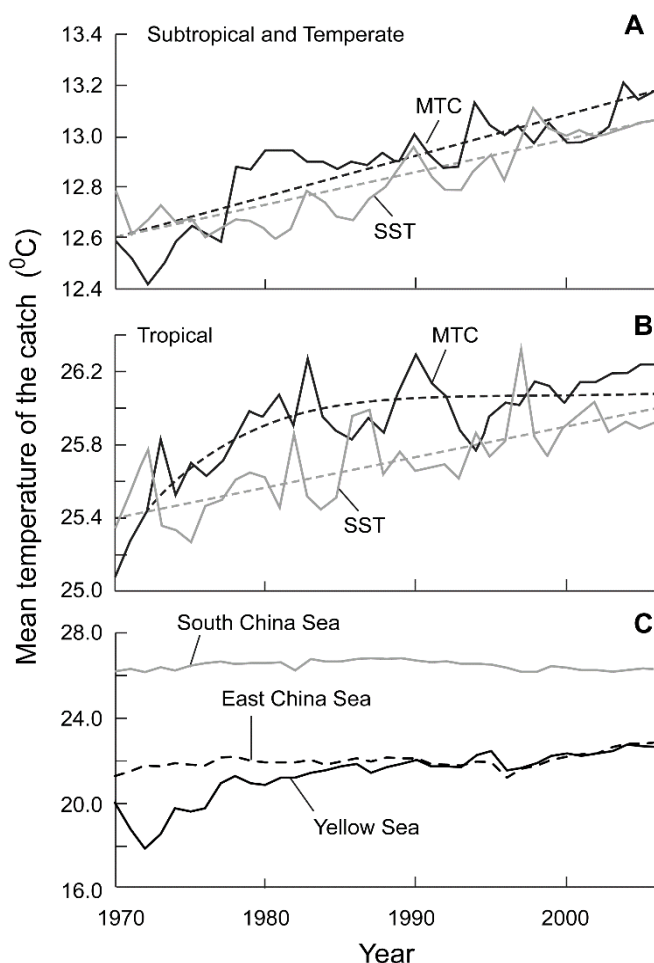 A
Subtropical and Temperate
13.4
13.2
13.0
12.8
12.6
12.4
MTC
SST
B
Tropical
26.2
25.8
25.4
25.0
MTC
SST
C
28.0
24.0
20.0
16.0
South China Sea
East China Sea
Yellow Sea
1970
1980
1990
2000
Year
Mean temperature of the catch (⁰C)